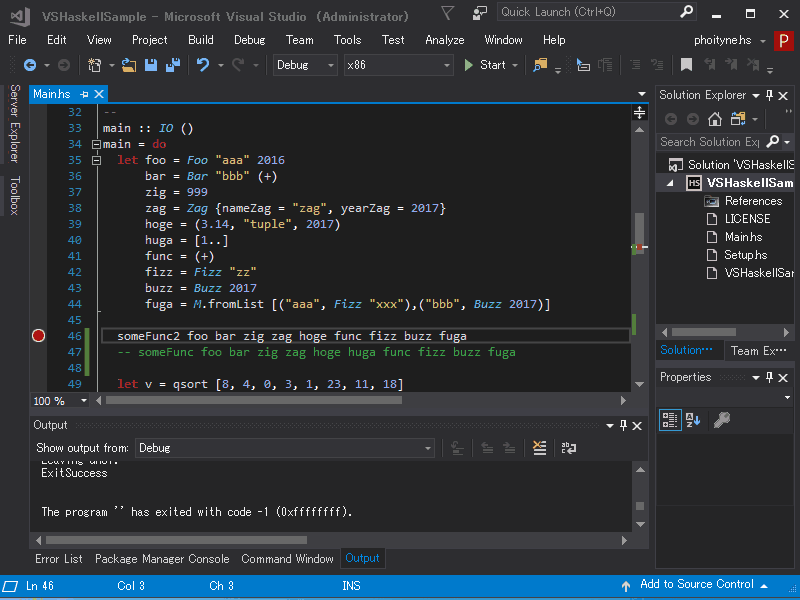 VSHaskellSample - Microsoft Visual Studio (Administrator)
Quick Launch (Ctrl+Q)
File Edit View Project Build Debug Team Tools Test Analyze Window Help phoityne.hs P
Debug x86 Start
Server Explorer
Toolbox
Main.hs
32 --
33 main :: IO ()
34 main = do
35 let foo = Foo "aaa" 2016
36 bar = Bar "bbb" (+)
37 zig = 999
38 zag = Zag {nameZag = "zag", yearZag = 2017}
39 hoge = (3.14, "tuple", 2017)
40 huga = [1..]
41 func = (+)
42 fizz = Fizz "zz"
43 buzz = Buzz 2017
44 fuga = M.fromList [("aaa", Fizz "xxx"),("bbb", Buzz 2017)]
45
46 someFunc2 foo bar zig zag hoge func fizz buzz fuga
47 -- someFunc foo bar zig zag hoge huga func fizz buzz fuga
48
49 let v = qsort [8, 4, 0, 3, 1, 23, 11, 18]
100 %
Output
Show output from: Debug
Leaving ghci.
ExitSuccess
The program '' has exited with code -1 (0xffffffff).
Error List Package Manager Console Command Window Output
Solution Explorer
Search Solution Ex
Solution 'VSHaskellS
HS VSHaskellSam
References
LICENSE
Main.hs
Setup.hs
VSHaskellSar
Solution··· Team Ex···
Properties
Ln 46 Col 3 Ch 3 INS Add to Source Control